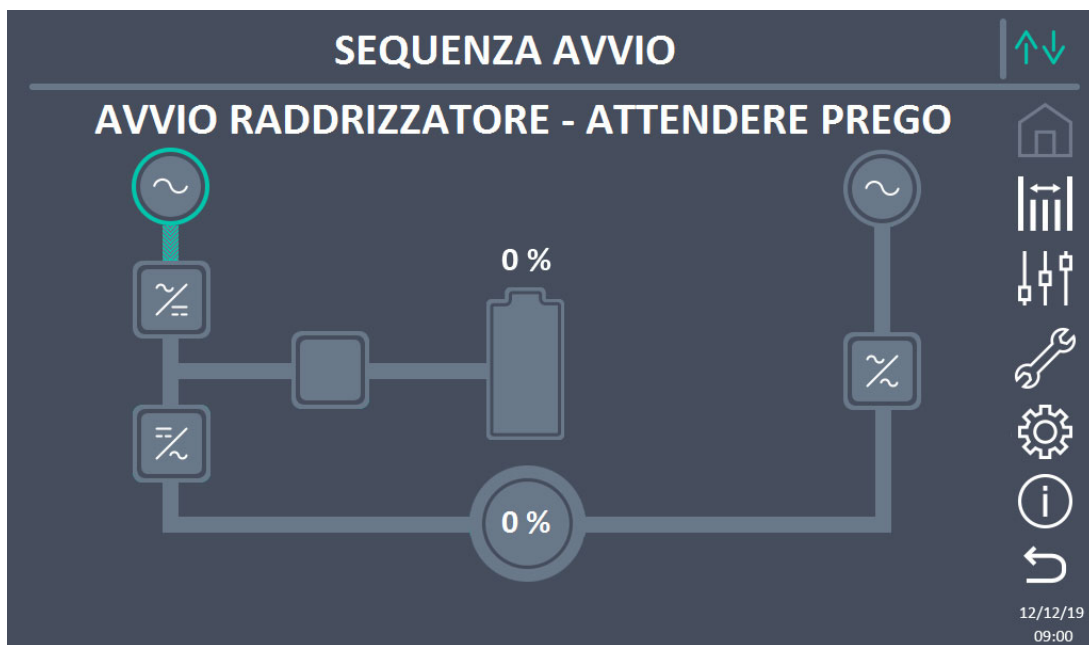 SEQUENZA AVVIO
AVVIO RADDRIZZATORE - ATTENDERE PREGO
0 %
0 %
12/12/19
09:00